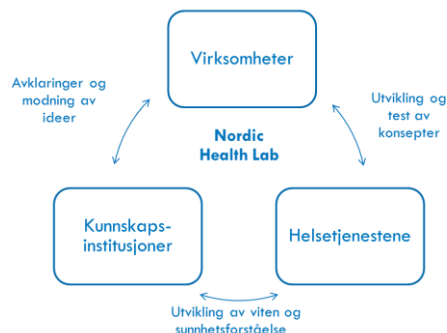 Virksomheter
Avklaringer og
modning av
ideer
Utvikling og
test av
konsepter
Nordic
Health Lab
Kunnskaps-
institusjoner
Helsetjenestene
Utvikling av viten og
sunnhetsforståelse